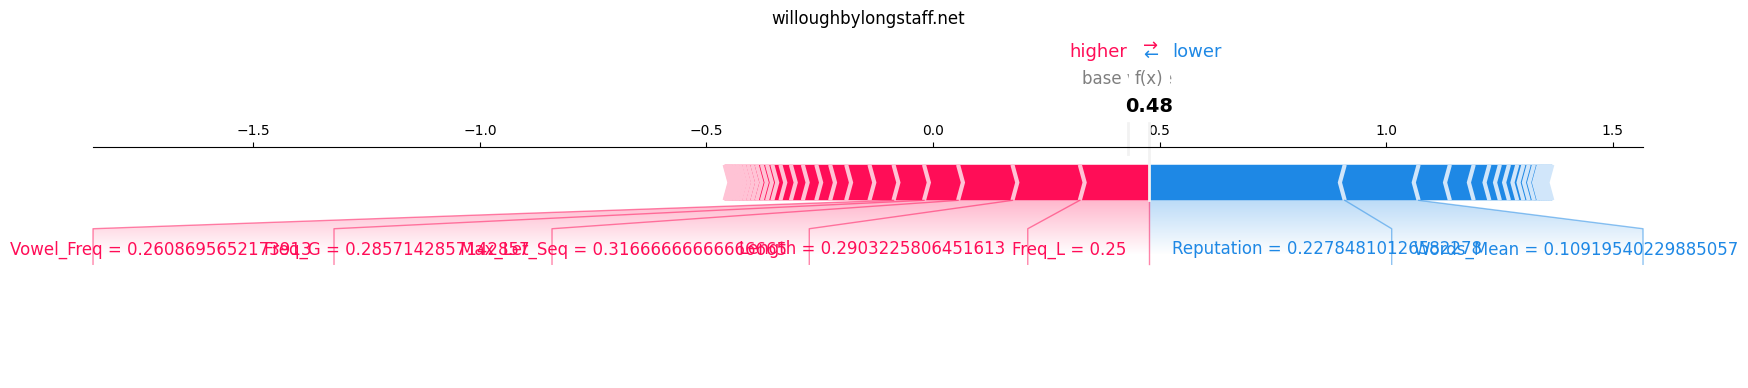 willoughbylongstaff.net
higher → lower
←
base f(x)
0.48
−1.5 −1.0 −0.5 0.0 0.5 1.0 1.5
Vowel_Freq = 0.2608695652173913 Freq_G = 0.2857142857142857 Max_Let_Seq = 0.31666666666666665 Length = 0.2903225806451613 Freq_L = 0.25 Reputation = 0.22784810126582278 Words_Mean = 0.10919540229885057